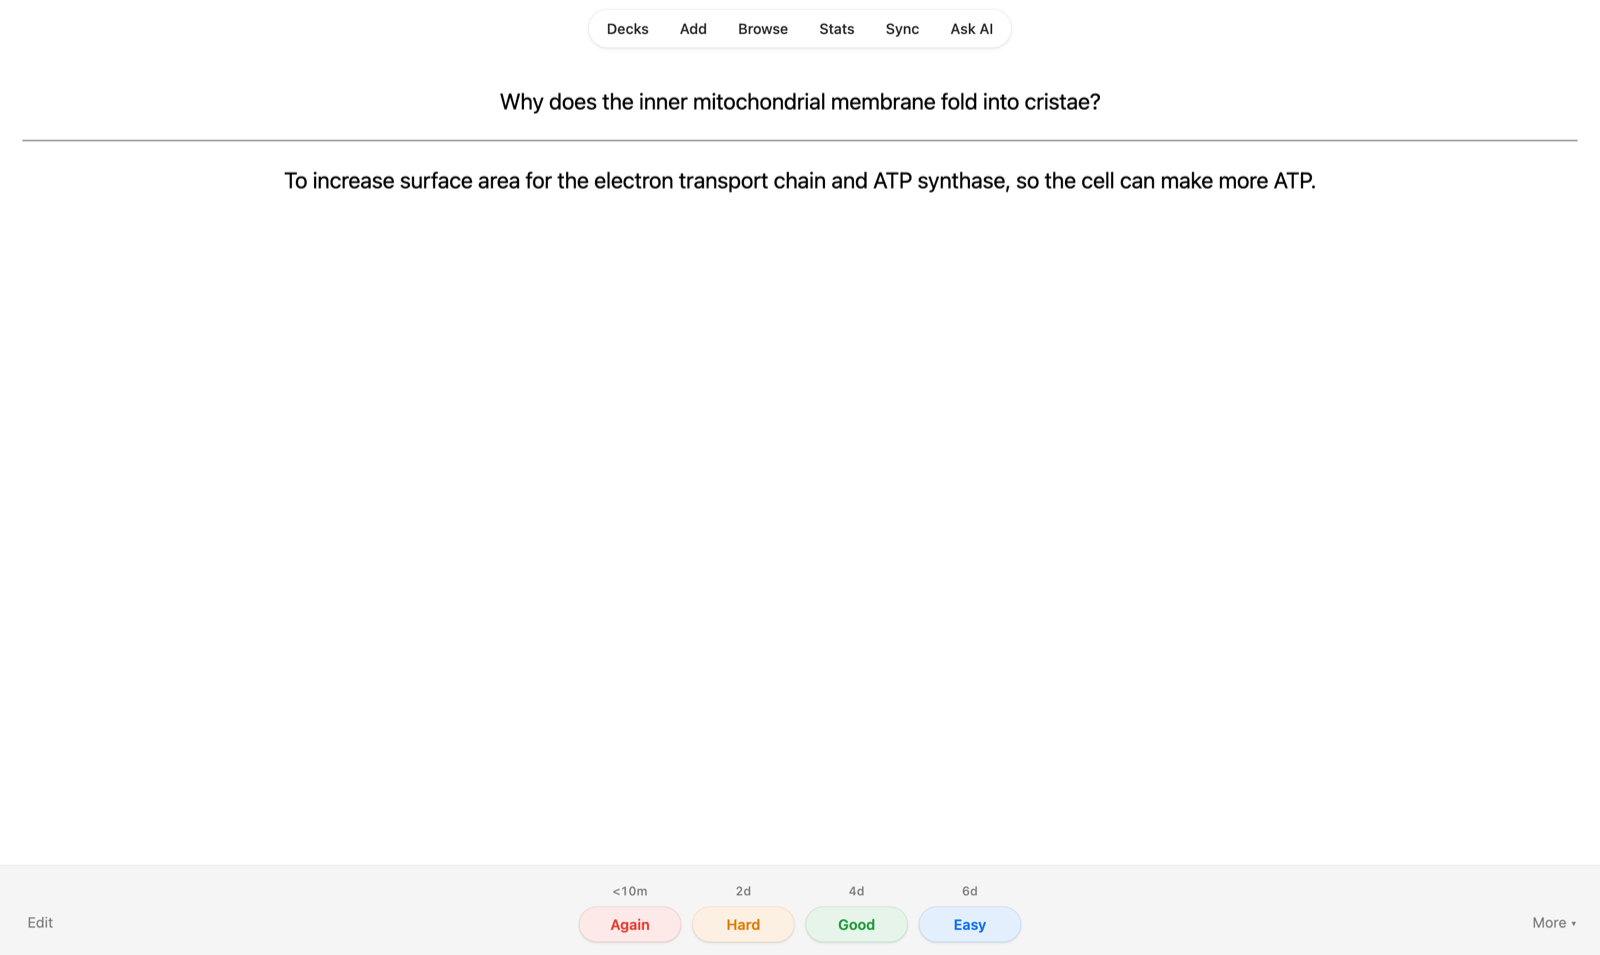 Decks Add Browse Stats Sync Ask AI
Why does the inner mitochondrial membrane fold into cristae?
To increase surface area for the electron transport chain and ATP synthase, so the cell can make more ATP.
<10m 2d 4d 6d
Edit Again Hard Good Easy More ▾